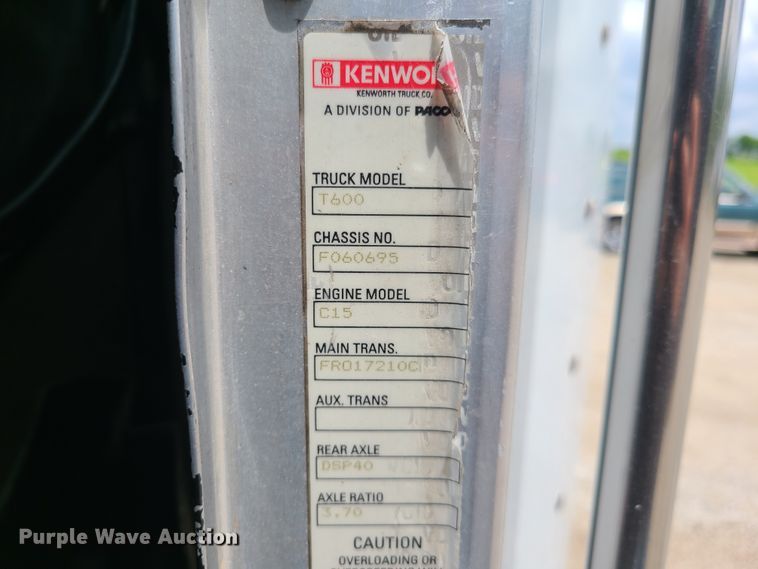 KENWOR
KENWORTH TRUCK CO.
A DIVISION OF PACC
TRUCK MODEL
T600
CHASSIS NO.
F060695
ENGINE MODEL
C15
MAIN TRANS.
FRO17210C
AUX. TRANS
REAR AXLE
DSP40
AXLE RATIO
3.70
CAUTION
OVERLOADING OR
Purple Wave Auction